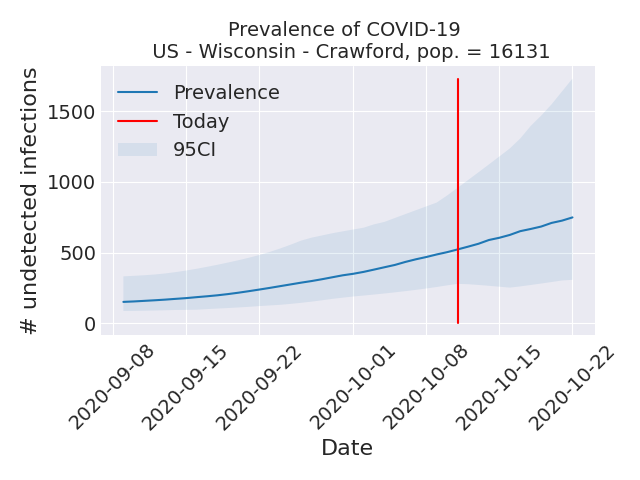 Prevalence of COVID-19
US - Wisconsin - Crawford, pop. = 16131
# undetected infections
1500
1000
500
0
Prevalence
Today
95CI
2020-09-08
2020-09-15
2020-09-22
2020-10-01
2020-10-08
2020-10-15
2020-10-22
Date